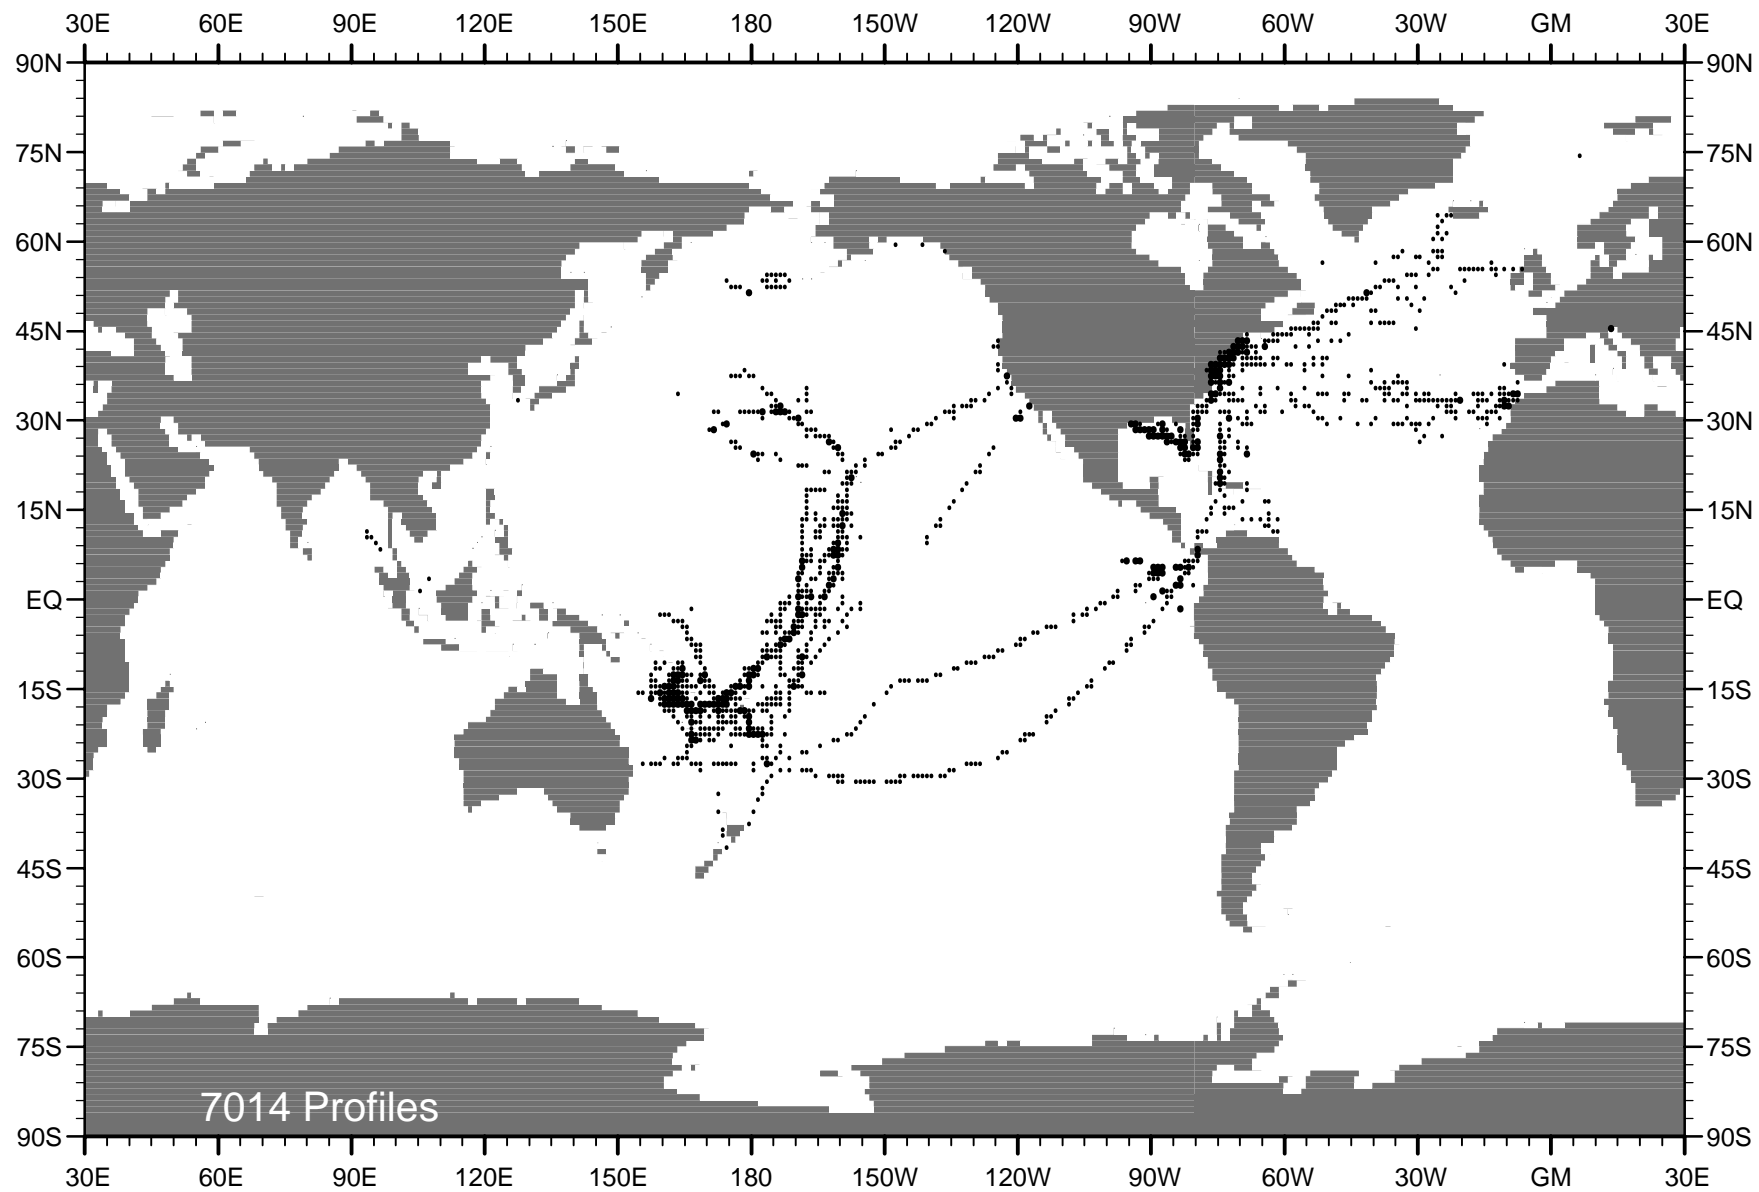 30E 60E 90E 120E 150E 180 150W 120W 90W 60W 30W GM 30E
90N 90N
75N 75N
60N 60N
45N 45N
30N 30N
15N 15N
EQ EQ
15S 15S
30S 30S
45S 45S
60S 60S
75S 75S
7014 Profiles
90S 90S
30E 60E 90E 120E 150E 180 150W 120W 90W 60W 30W GM 30E